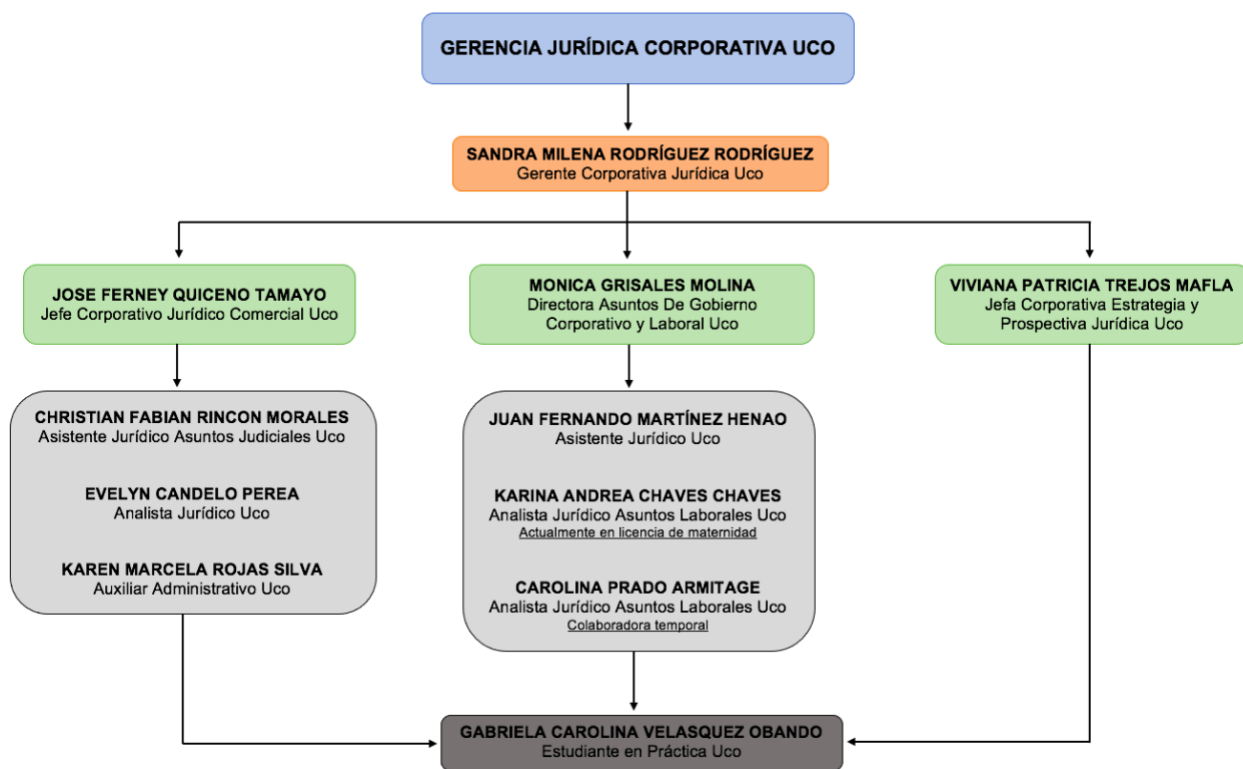 GERENCIA JURÍDICA CORPORATIVA UCO
SANDRA MILENA RODRÍGUEZ RODRÍGUEZ
Gerente Corporativa Jurídica Uco
JOSE FERNEY QUICENO TAMAYO
Jefe Corporativo Jurídico Comercial Uco
MONICA GRISALES MOLINA
Directora Asuntos De Gobierno
Corporativo y Laboral Uco
VIVIANA PATRICIA TREJOS MAFLA
Jefa Corporativa Estrategia y
Prospectiva Jurídica Uco
CHRISTIAN FABIAN RINCON MORALES
Asistente Jurídico Asuntos Judiciales Uco
EVELYN CANDELO PEREA
Analista Jurídico Uco
KAREN MARCELA ROJAS SILVA
Auxiliar Administrativo Uco
JUAN FERNANDO MARTÍNEZ HENAO
Asistente Jurídico Uco
KARINA ANDREA CHAVES CHAVES
Analista Jurídico Asuntos Laborales Uco
Actualmente en licencia de maternidad
CAROLINA PRADO ARMITAGE
Analista Jurídico Asuntos Laborales Uco
Colaboradora temporal
GABRIELA CAROLINA VELASQUEZ OBANDO
Estudiante en Práctica Uco